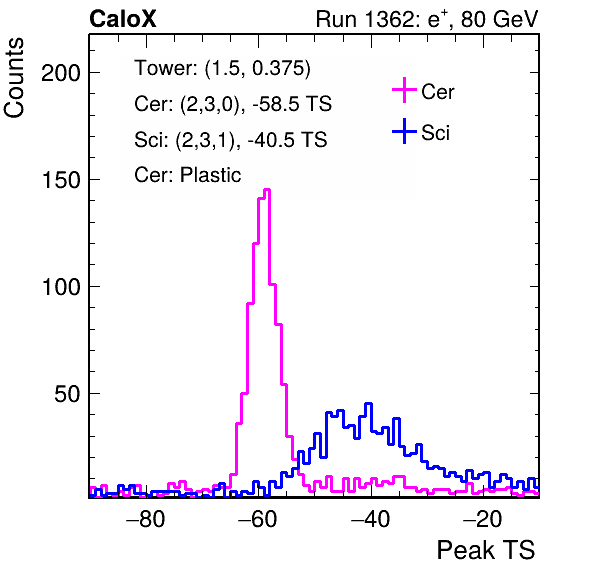 CaloX Run 1362: e⁺, 80 GeV
Counts
200
150
100
50
Tower: (1.5, 0.375)
Cer: (2,3,0), -58.5 TS
Sci: (2,3,1), -40.5 TS
Cer: Plastic
Cer
Sci
−80 −60 −40 −20
Peak TS